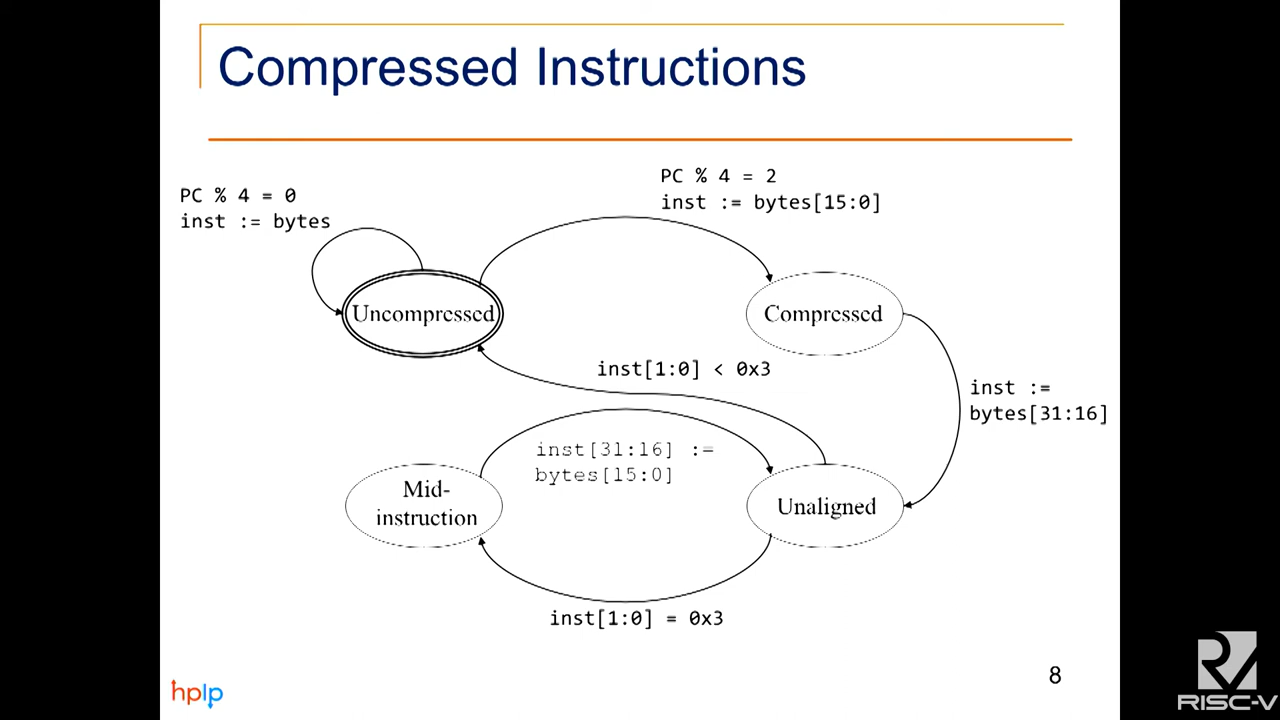 Compressed Instructions
PC % 4 = 0
inst := bytes
PC % 4 = 2
inst := bytes[15:0]
Uncompressed
Compressed
inst[1:0] < 0x3
inst :=
bytes[31:16]
inst[31:16] :=
bytes[15:0]
Mid-
instruction
Unaligned
inst[1:0] = 0x3
8
hplp
RISC-V